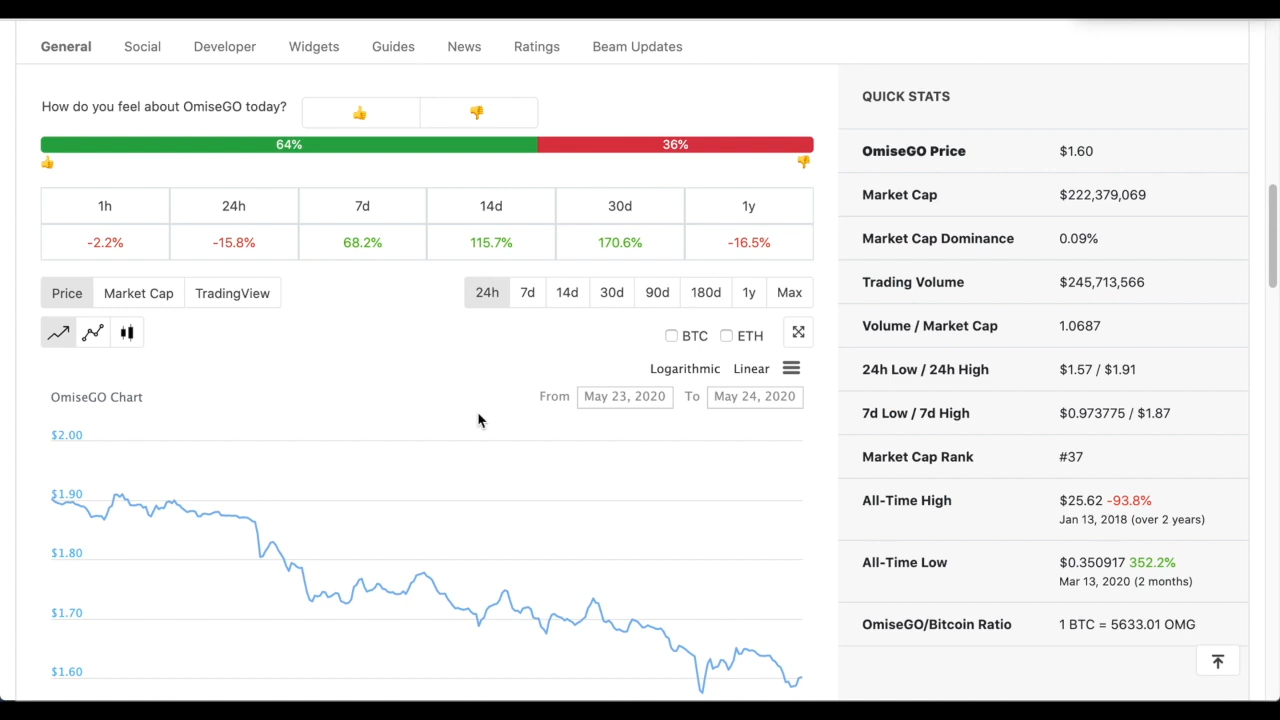 General Social Developer Widgets Guides News Ratings Beam Updates
How do you feel about OmiseGO today?
64% 36%
1h 24h 7d 14d 30d 1y
-2.2% -15.8% 68.2% 115.7% 170.6% -16.5%
Price Market Cap TradingView
24h 7d 14d 30d 90d 180d 1y Max
BTC ETH
Logarithmic Linear
OmiseGO Chart
From May 23, 2020 To May 24, 2020
$2.00
$1.90
$1.80
$1.70
$1.60
QUICK STATS
OmiseGO Price $1.60
Market Cap $222,379,069
Market Cap Dominance 0.09%
Trading Volume $245,713,566
Volume / Market Cap 1.0687
24h Low / 24h High $1.57 / $1.91
7d Low / 7d High $0.973775 / $1.87
Market Cap Rank #37
All-Time High $25.62 -93.8%
Jan 13, 2018 (over 2 years)
All-Time Low $0.350917 352.2%
Mar 13, 2020 (2 months)
OmiseGO/Bitcoin Ratio 1 BTC = 5633.01 OMG